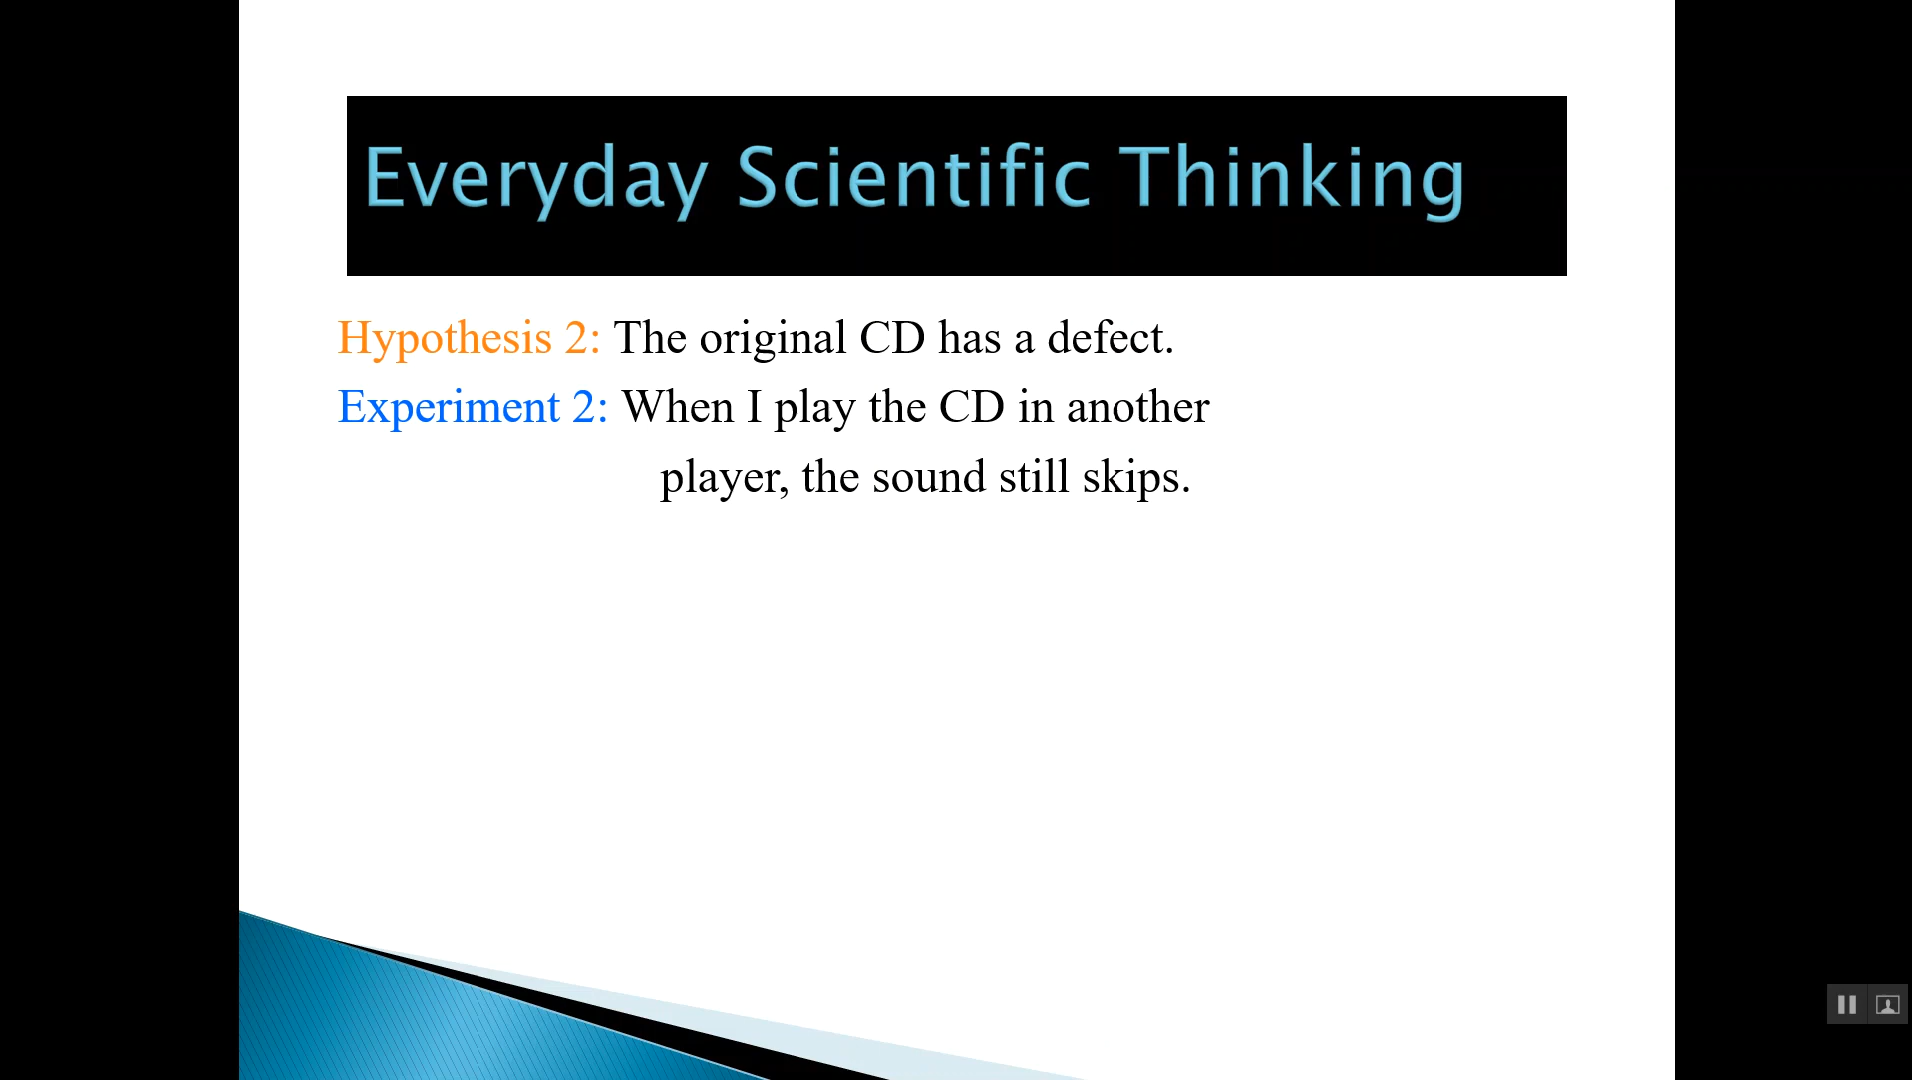 Everyday Scientific Thinking
Hypothesis 2: The original CD has a defect.
Experiment 2: When I play the CD in another
player, the sound still skips.